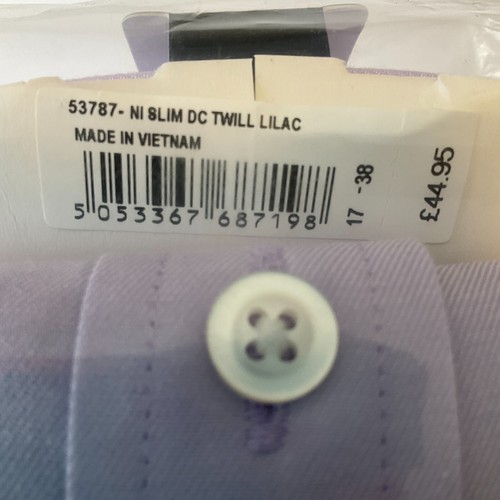 53787- NI SLIM DC TWILL LILAC
MADE IN VIETNAM
5 053367 687198
17 -38
£44.95